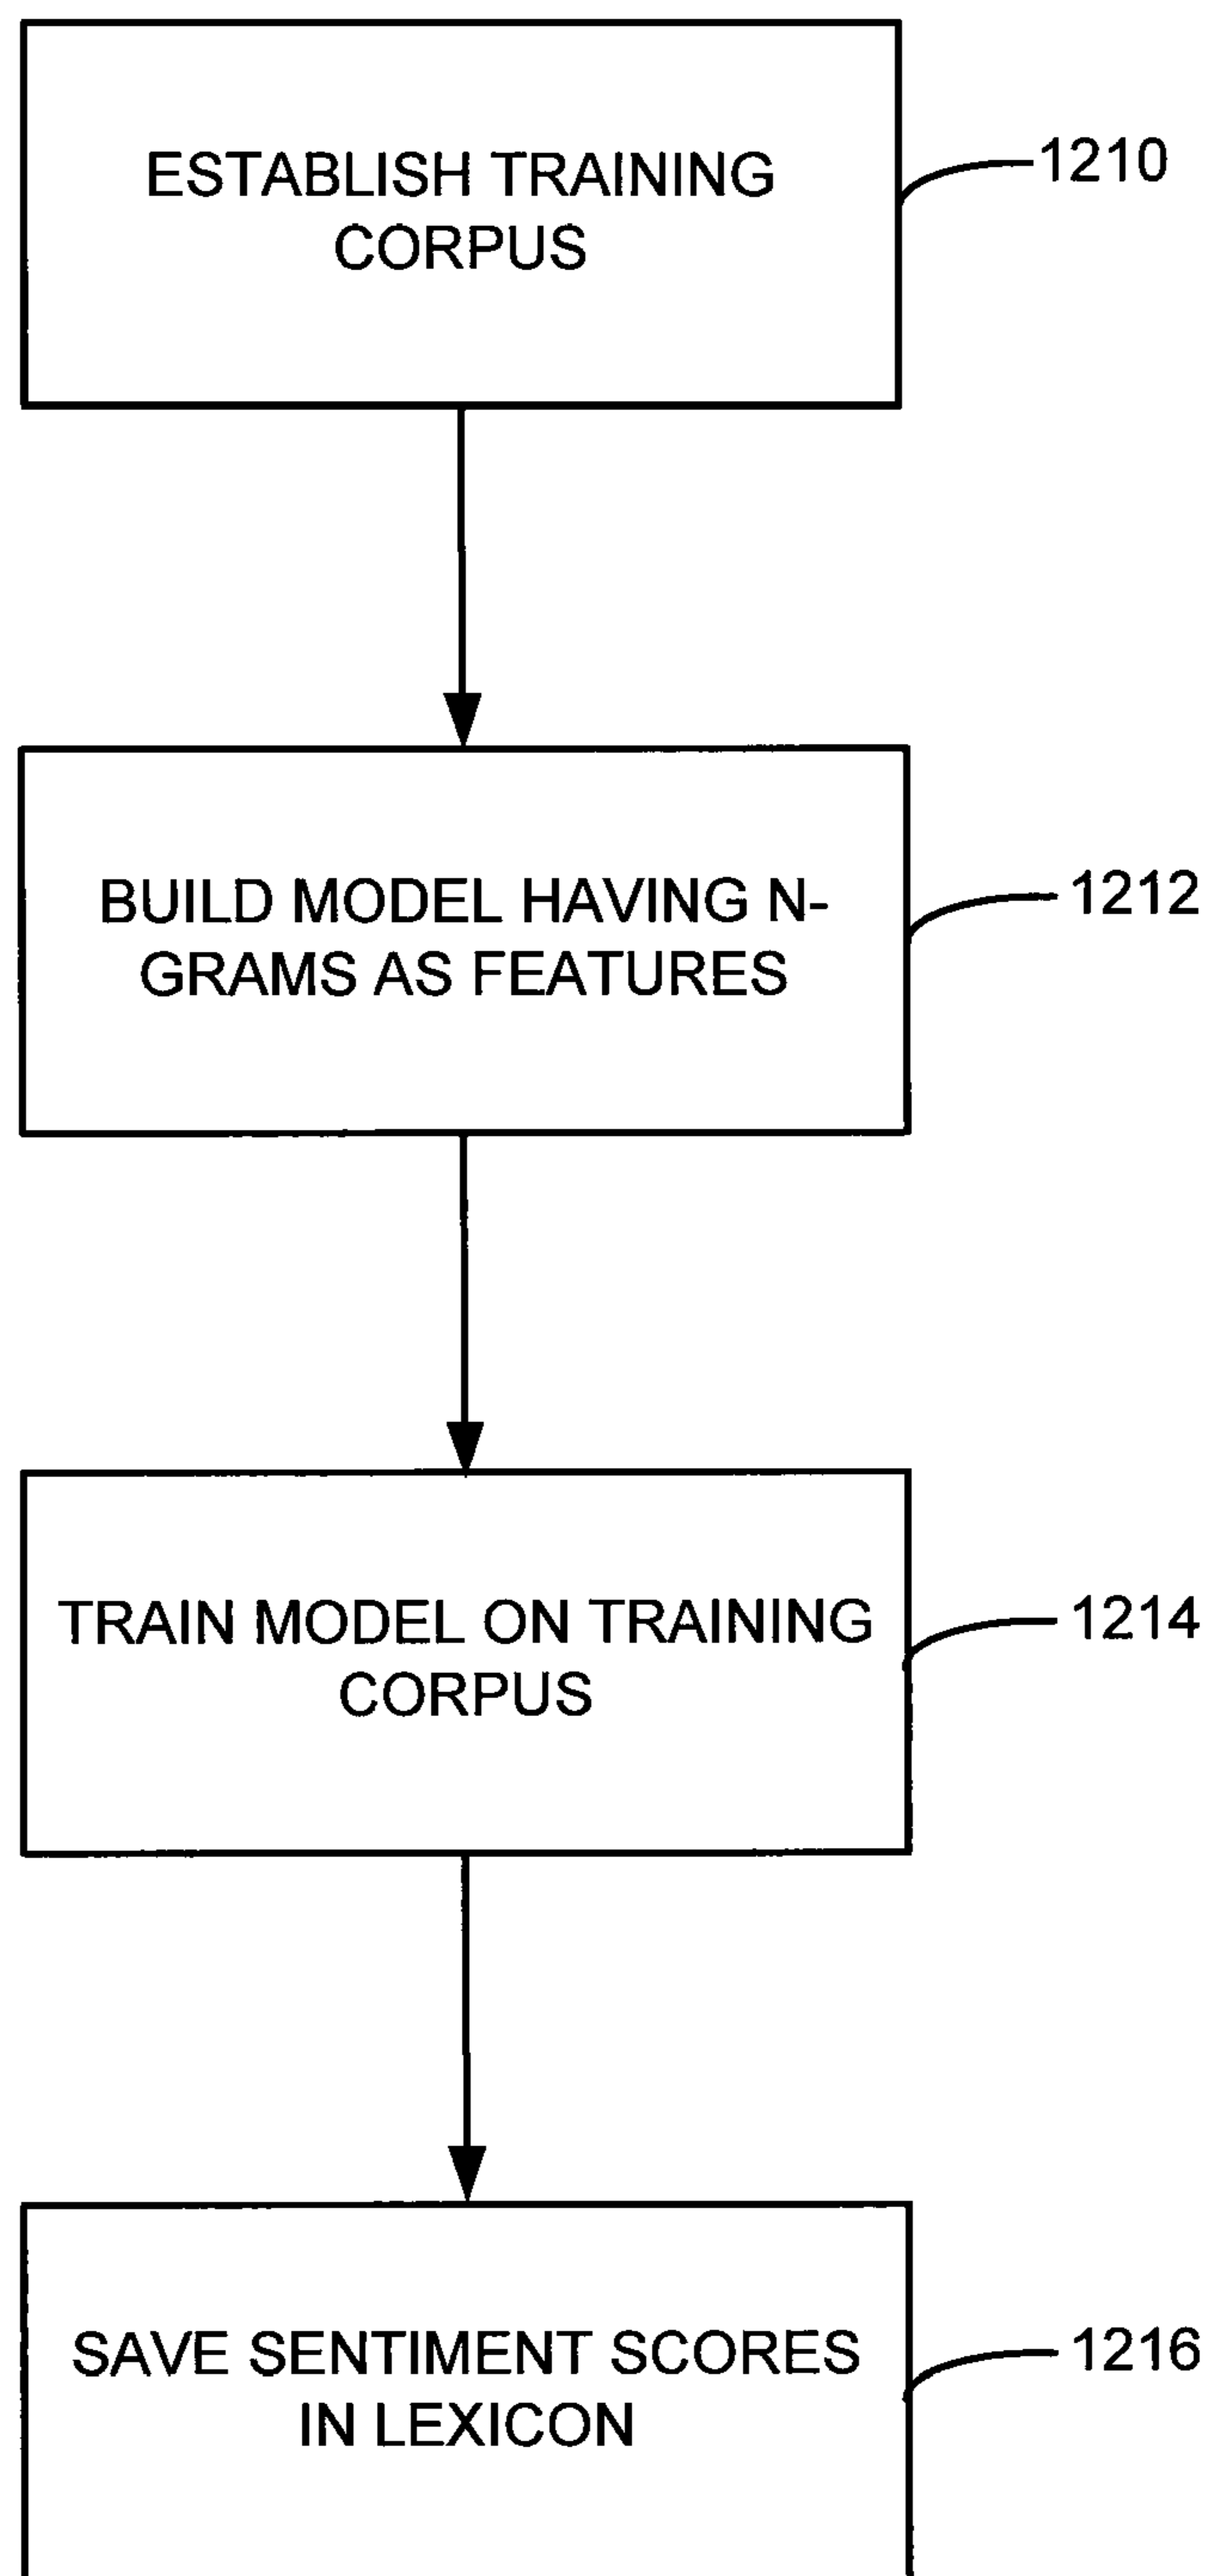 ESTABLISH TRAINING
CORPUS
1210
BUILD MODEL HAVING N-
GRAMS AS FEATURES
1212
TRAIN MODEL ON TRAINING
CORPUS
1214
SAVE SENTIMENT SCORES
IN LEXICON
1216